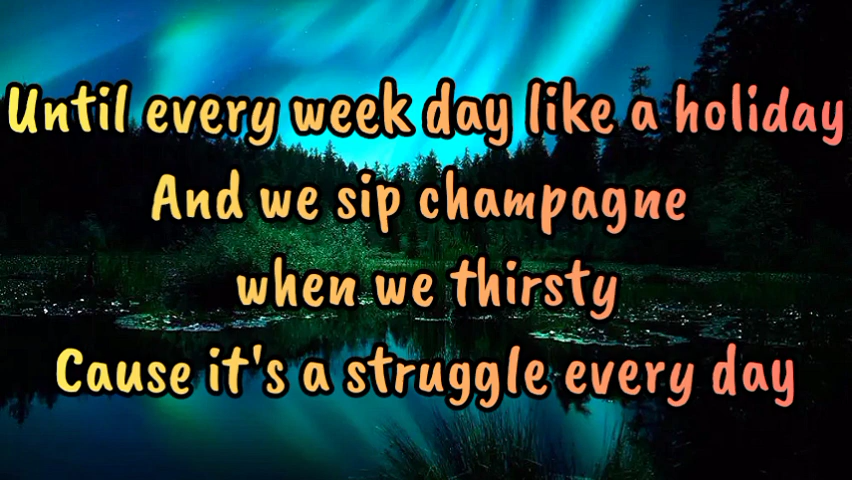 Until every week day like a holiday
And we sip champagne
when we thirsty
Cause it's a struggle every day